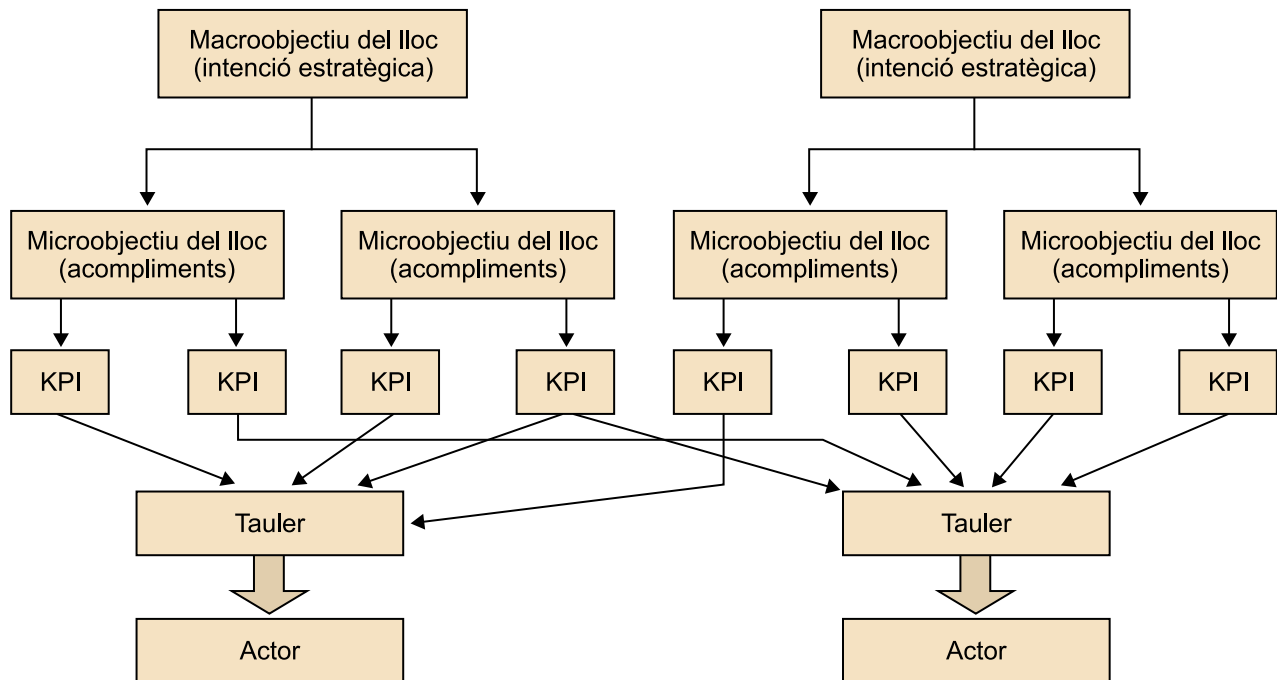 Macroobjectiu del lloc
(intenció estratègica)
Macroobjectiu del lloc
(intenció estratègica)
Microobjectiu del lloc
(acompliments)
Microobjectiu del lloc
(acompliments)
Microobjectiu del lloc
(acompliments)
Microobjectiu del lloc
(acompliments)
KPI
KPI
KPI
KPI
KPI
KPI
KPI
KPI
Tauler
Tauler
Actor
Actor